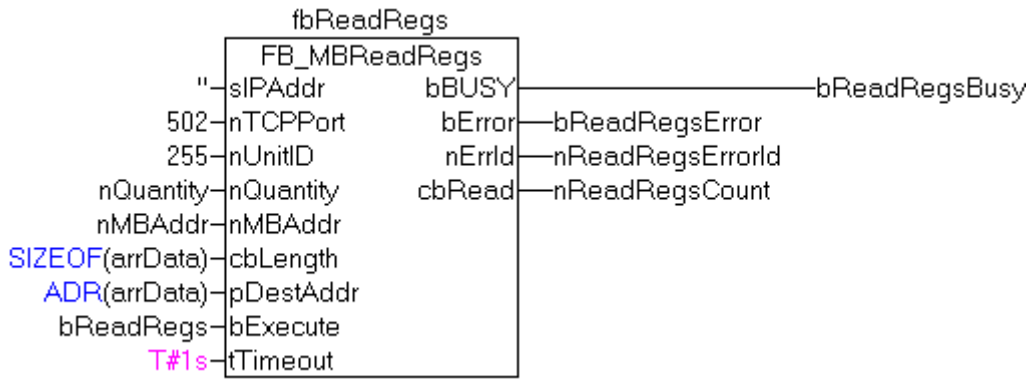 fbReadRegs
FB_MBReadRegs
''-sIPAddr bBUSY bReadRegsBusy
502 nTCPPort bError bReadRegsError
255 nUnitID nErrId nReadRegsErrorId
nQuantity nQuantity cbRead nReadRegsCount
nMBAddr nMBAddr
SIZEOF(arrData) cbLength
ADR(arrData) pDestAddr
bReadRegs bExecute
T#1s tTimeout